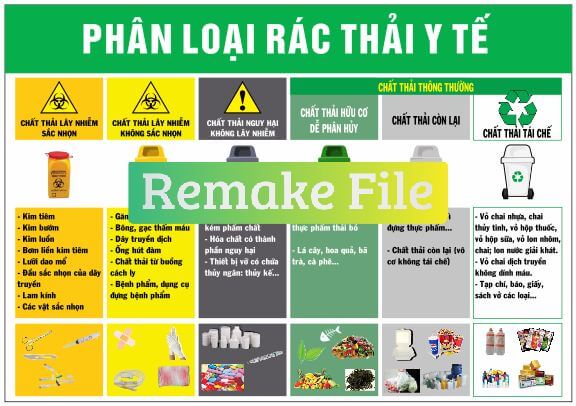 PHÂN LOẠI RÁC THẢI Y TẾ
CHẤT THẢI THÔNG THƯỜNG
CHẤT THẢI LÂY NHIỄM
SẮC NHỌN
CHẤT THẢI LÂY NHIỄM
KHÔNG SẮC NHỌN
CHẤT THẢI NGUY HẠI
KHÔNG LÂY NHIỄM
CHẤT THẢI HỮU CƠ
DỄ PHÂN HỦY
CHẤT THẢI CÒN LẠI
CHẤT THẢI TÁI CHẾ
Remake File
- Kim tiêm
- Kim bướm
- Kim luồn
- Bơm liền kim tiêm
- Lưỡi dao mổ
- Đầu sắc nhọn của dây
truyền
- Lam kính
- Các vật sắc nhọn
- Bông, gạc thấm máu
- Dây truyền dịch
- Ống hút đàm
- Chất thải từ buồng
cách ly
- Bệnh phẩm, dụng cụ
đựng bệnh phẩm
kém phẩm chất
- Hóa chất có thành
phần nguy hại
- Thiết bị vỡ có chứa
thủy ngân: thủy kế...
thực phẩm thải bỏ
- Lá cây, hoa quả, bã
trà, cà phê...
đựng thực phẩm...
- Chất thải còn lại (vô
cơ không tái chế)
- Vỏ chai nhựa, chai
thủy tinh, vỏ hộp thuốc,
vỏ hộp sữa, vỏ lon nhôm,
chai; lon nước giải khát.
- Vỏ chai dịch truyền
không dính máu.
- Tạp chí, báo, giấy,
sách vở các loại...